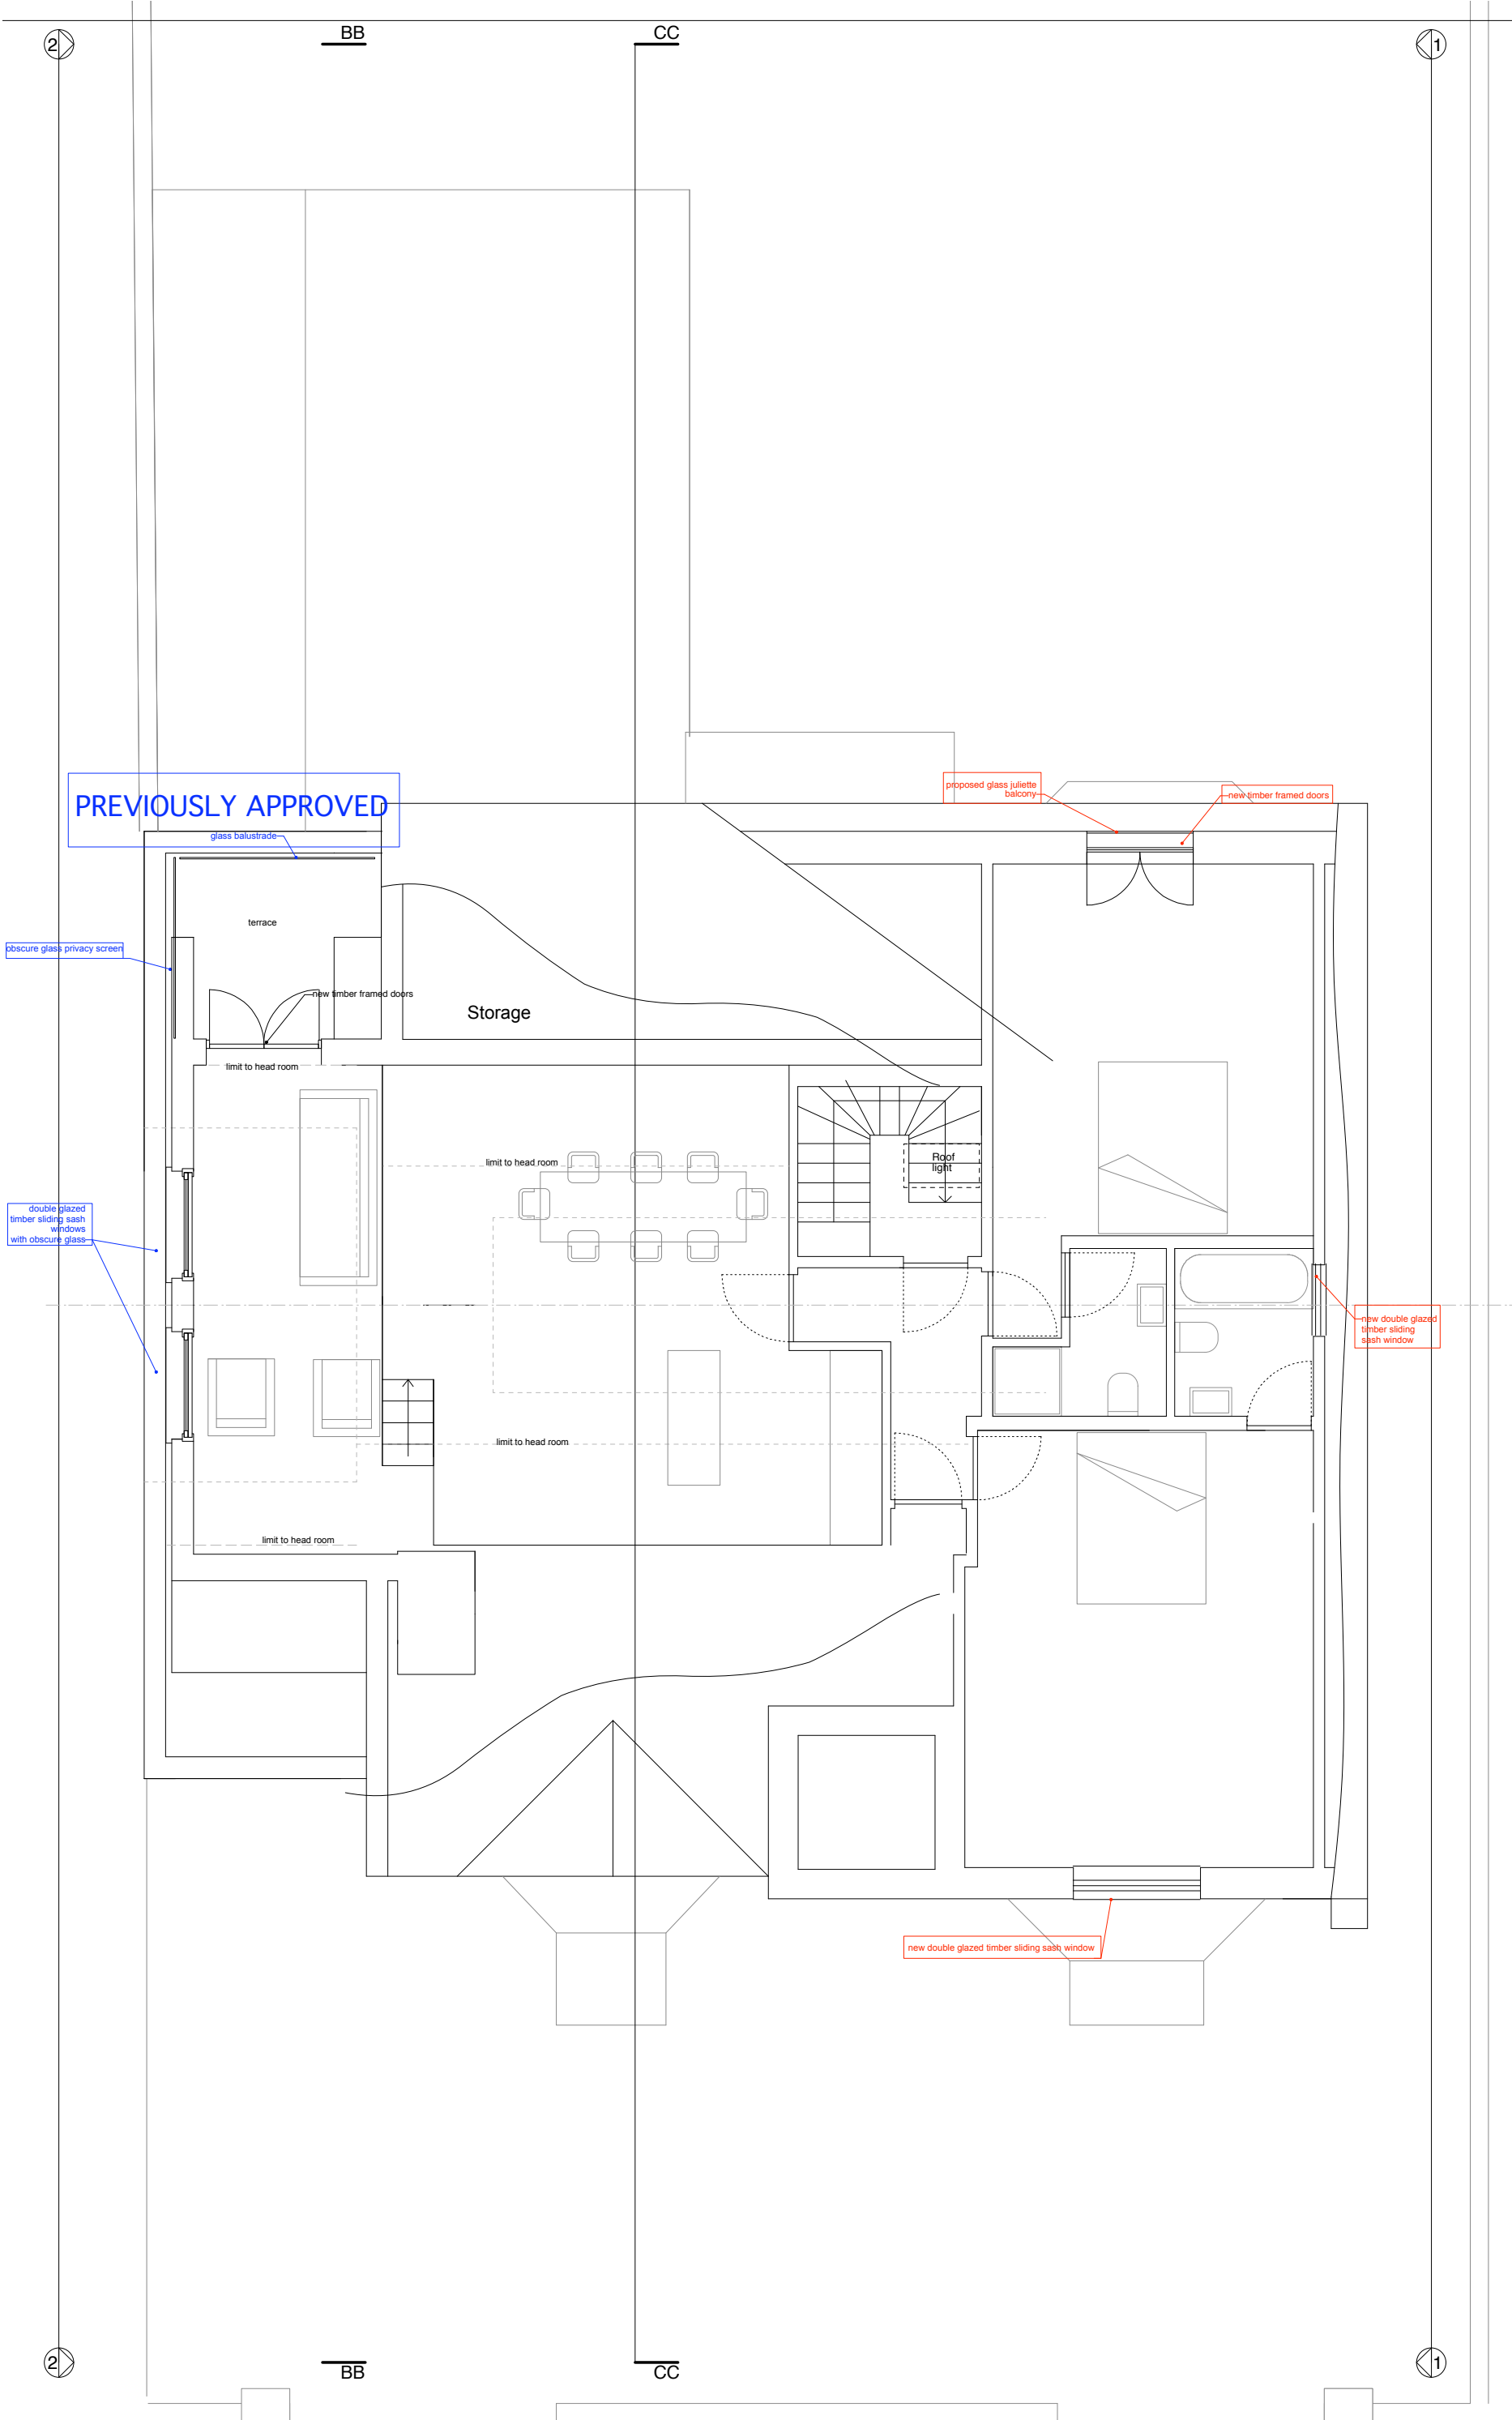 BB
CC
2
1
PREVIOUSLY APPROVED
glass balustrade
proposed glass juliette
balcony
new timber framed doors
terrace
obscure glass privacy screen
new timber framed doors
Storage
limit to head room
limit to head room
Roof
light
double glazed
timber sliding sash
windows
with obscure glass
new double glazed
timber sliding
sash window
limit to head room
limit to head room
new double glazed timber sliding sash window
2
1
BB
CC